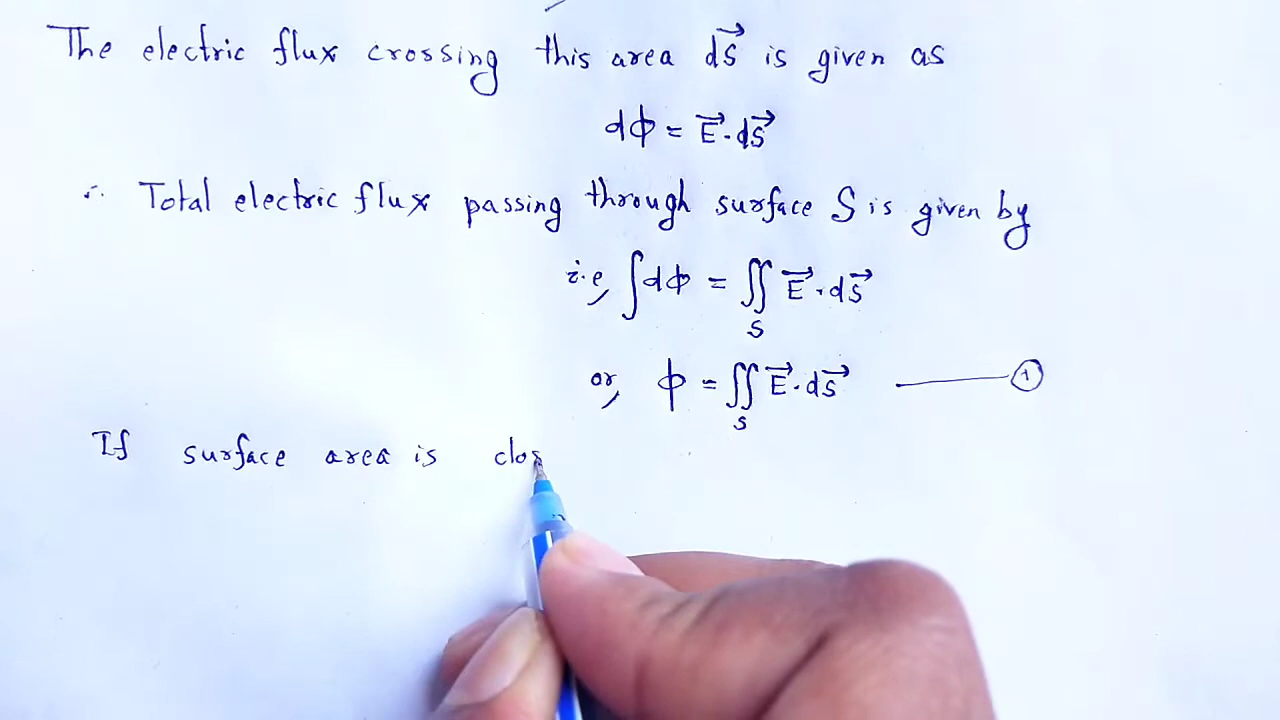 The electric flux crossing this area d𝑆⃗ is given as
dϕ = E⃗·dS⃗
∴ Total electric flux passing through surface S is given by
i.e, ∫dϕ = ∬_S E⃗·dS⃗
or, ϕ = ∬_S E⃗·dS⃗ —— ①
If surface area is clos